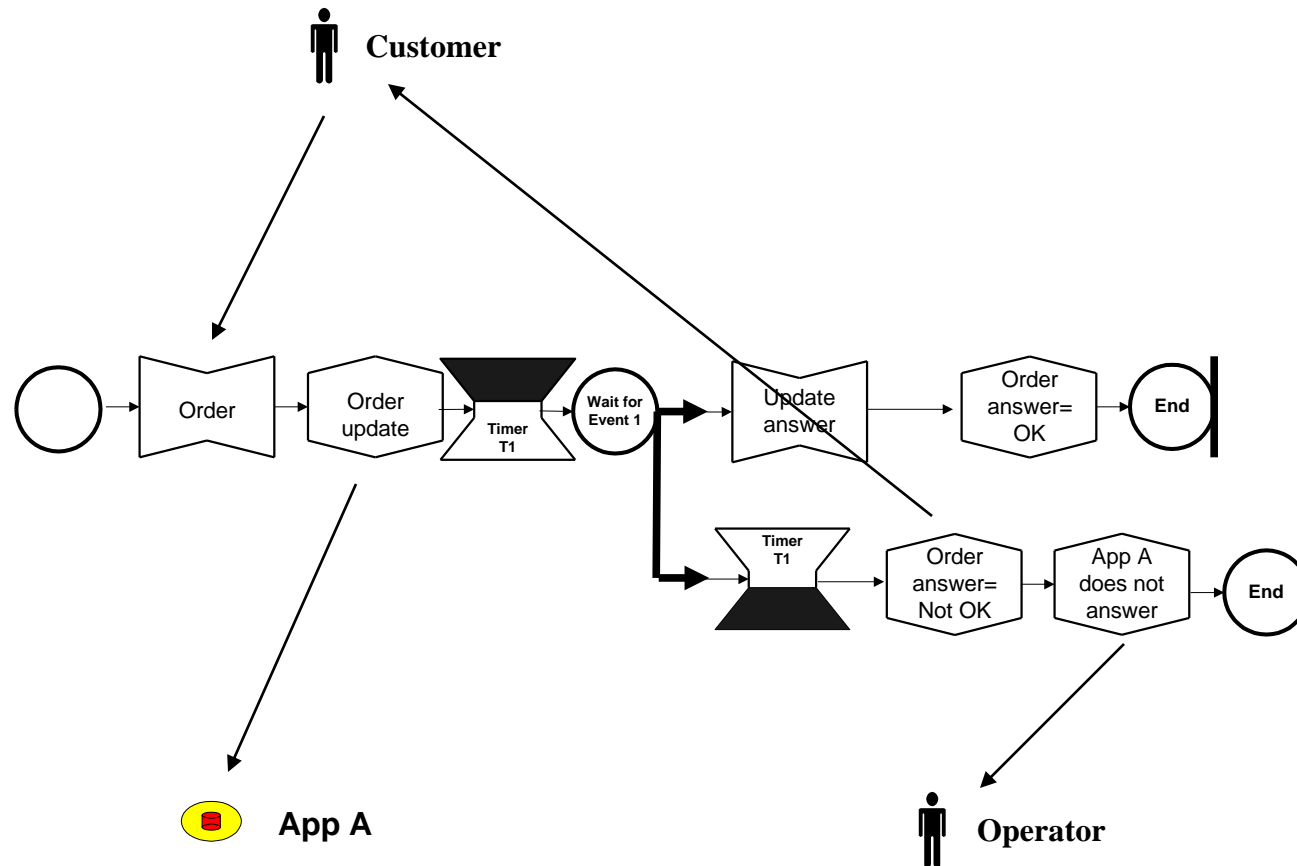 Customer
Order
Order
update
Timer
T1
Wait for
Event 1
Update
answer
Order
answer=
OK
End
Timer
T1
Order
answer=
Not OK
App A
does not
answer
End
App A
Operator